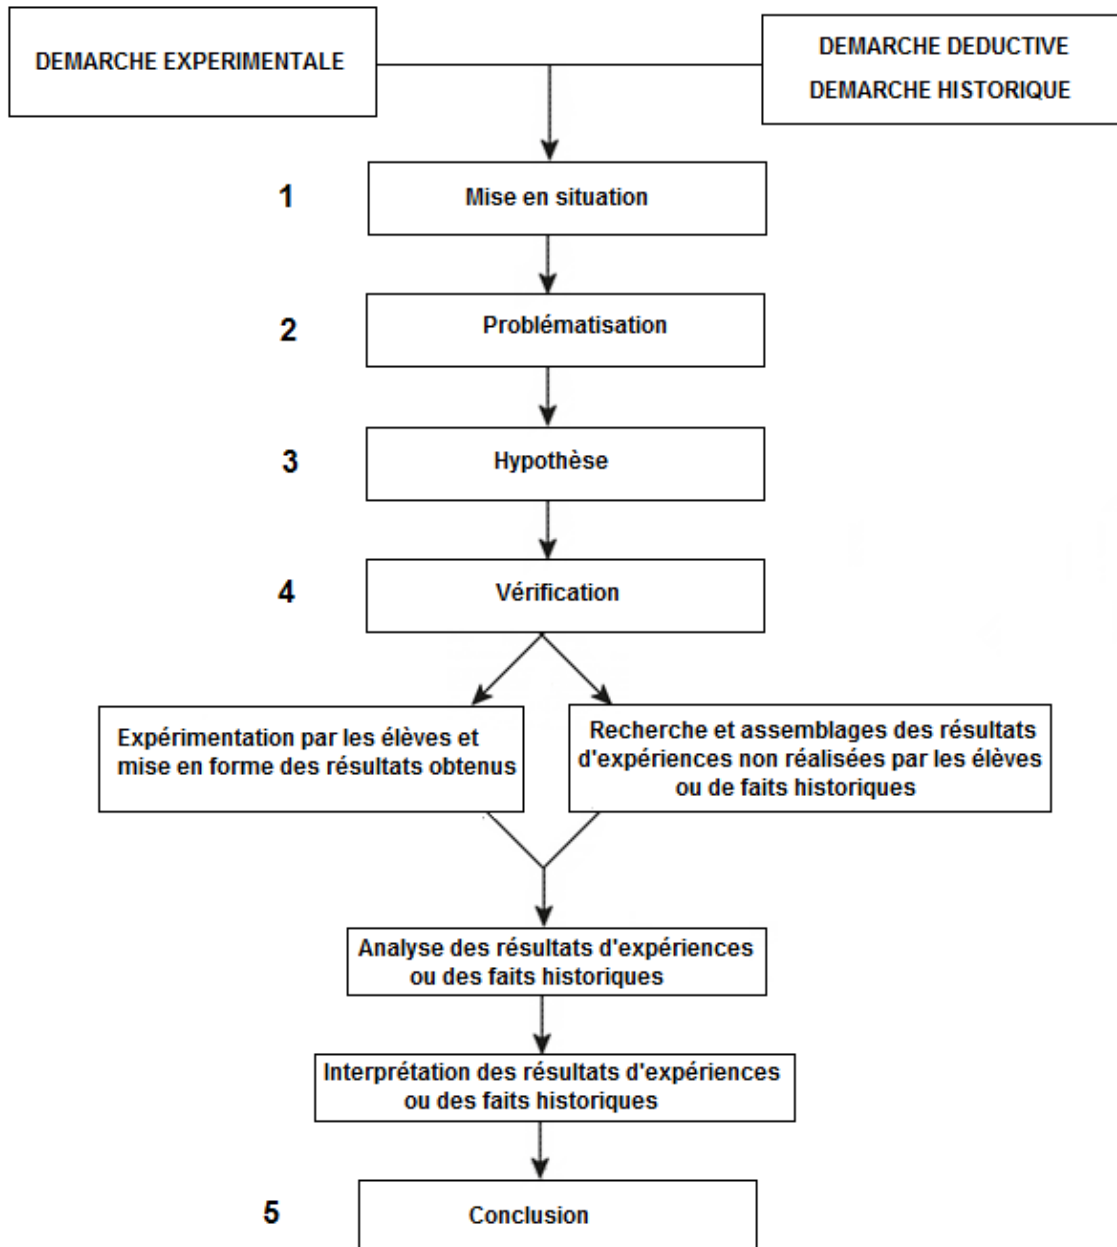 DEMARCHE EXPERIMENTALE
DEMARCHE DEDUCTIVE
DEMARCHE HISTORIQUE
1
Mise en situation
2
Problématisation
3
Hypothèse
4
Vérification
Expérimentation par les élèves et
mise en forme des résultats obtenus
Recherche et assemblages des résultats
d'expériences non réalisées par les élèves
ou de faits historiques
Analyse des résultats d'expériences
ou des faits historiques
Interprétation des résultats d'expériences
ou des faits historiques
5
Conclusion